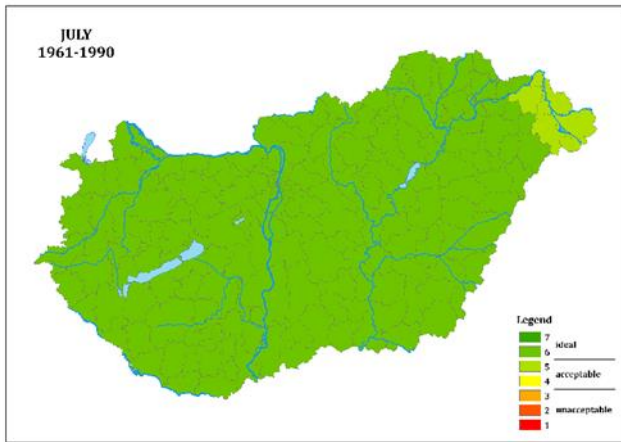 JULY
1961-1990
Legend
7
6 ideal
5
4 acceptable
3
2 unacceptable
1